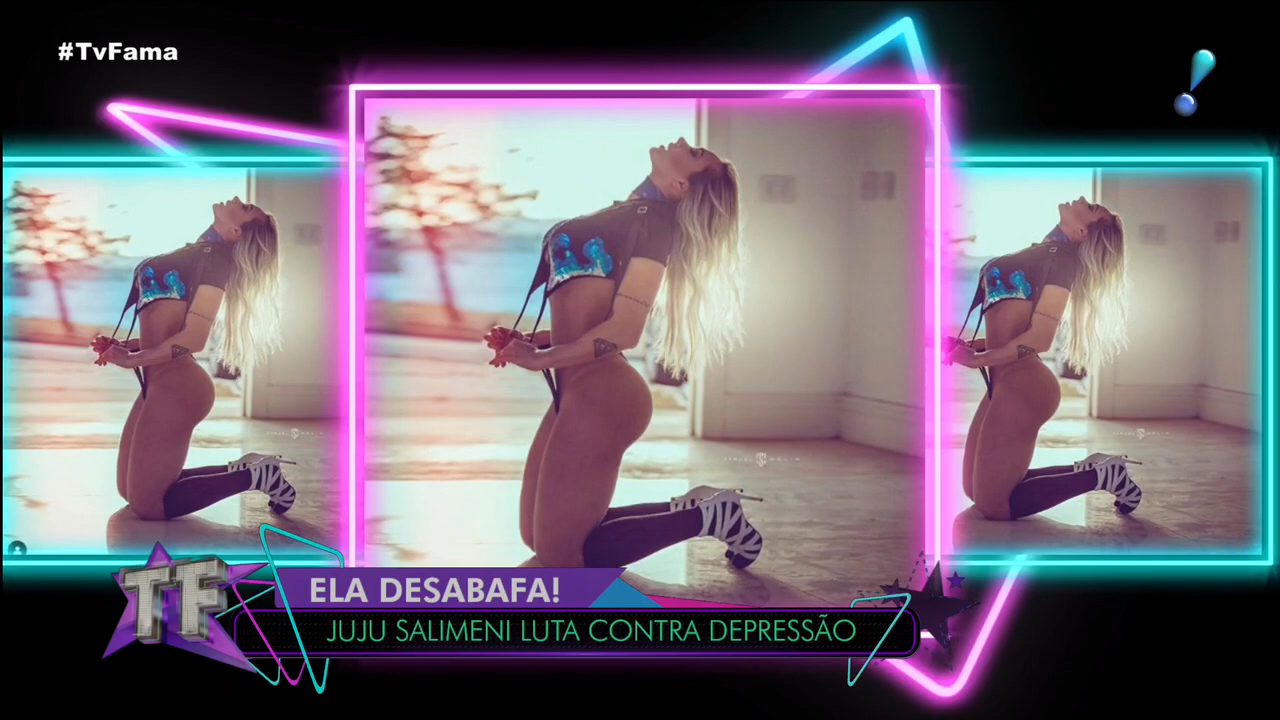 #TvFama
TF
ELA DESABAFA!
JUJU SALIMENI LUTA CONTRA DEPRESSÃO